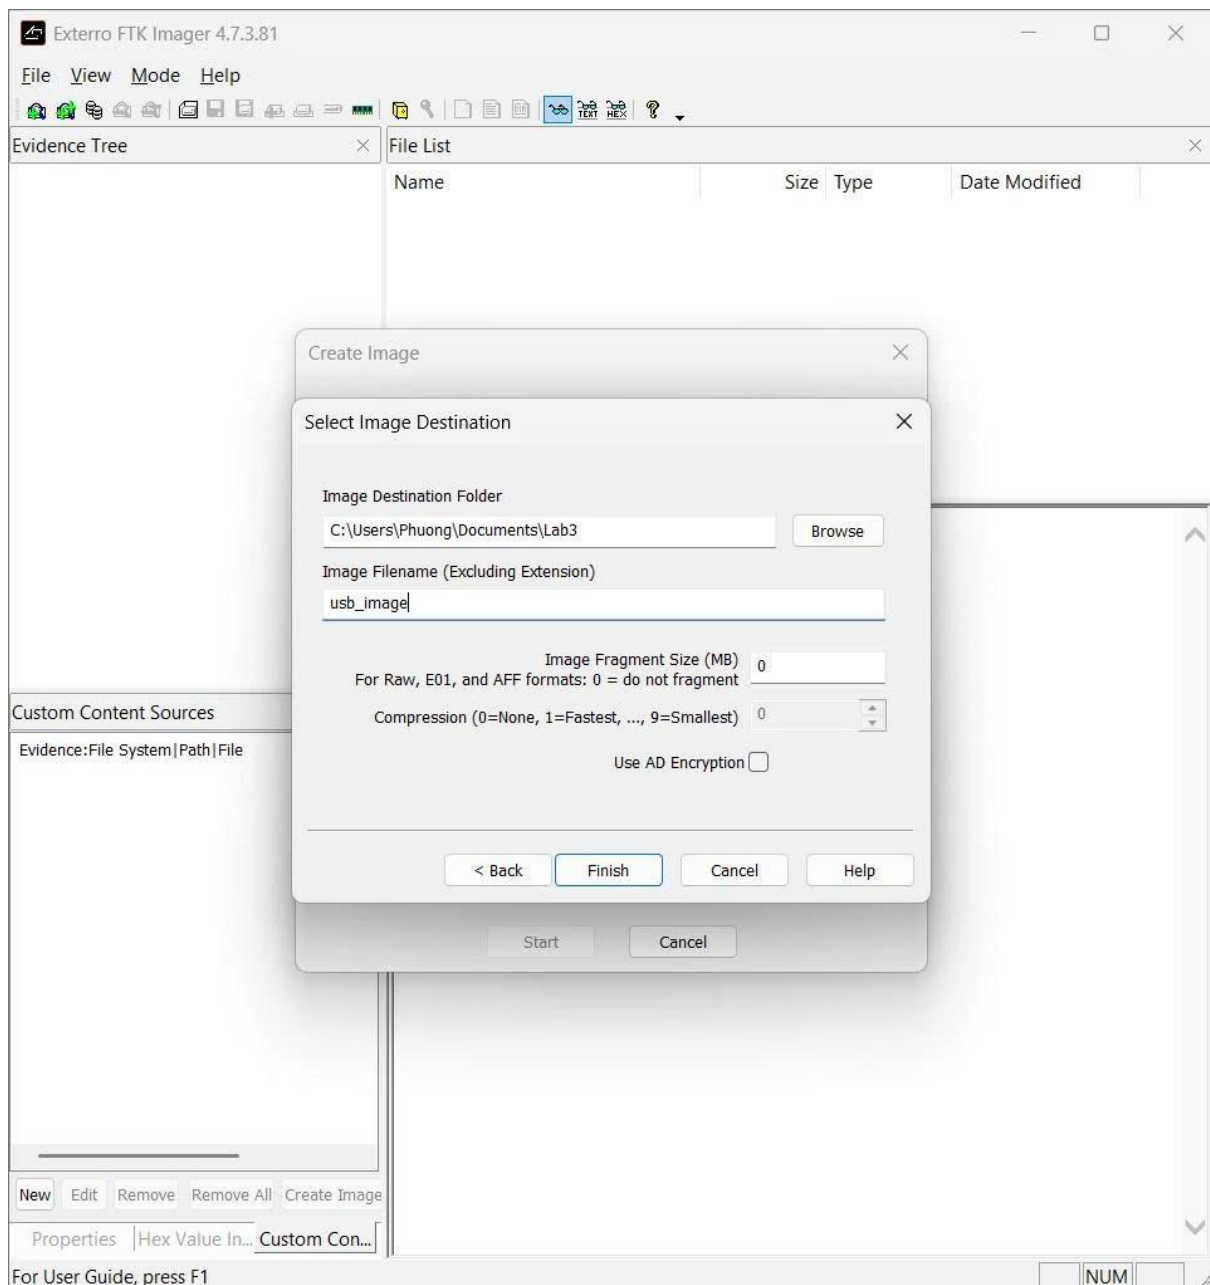 Exterro FTK Imager 4.7.3.81
File View Mode Help
TEXT HEX
Evidence Tree
File List
Name Size Type Date Modified
Create Image
Select Image Destination
Image Destination Folder
C:\Users\Phuong\Documents\Lab3
Browse
Image Filename (Excluding Extension)
usb_image
Image Fragment Size (MB)
For Raw, E01, and AFF formats: 0 = do not fragment
0
Compression (0=None, 1=Fastest, ..., 9=Smallest) 0
Use AD Encryption
< Back Finish Cancel Help
Start Cancel
Custom Content Sources
Evidence:File System|Path|File
New Edit Remove Remove All Create Image
Properties Hex Value In... Custom Con...
For User Guide, press F1
NUM